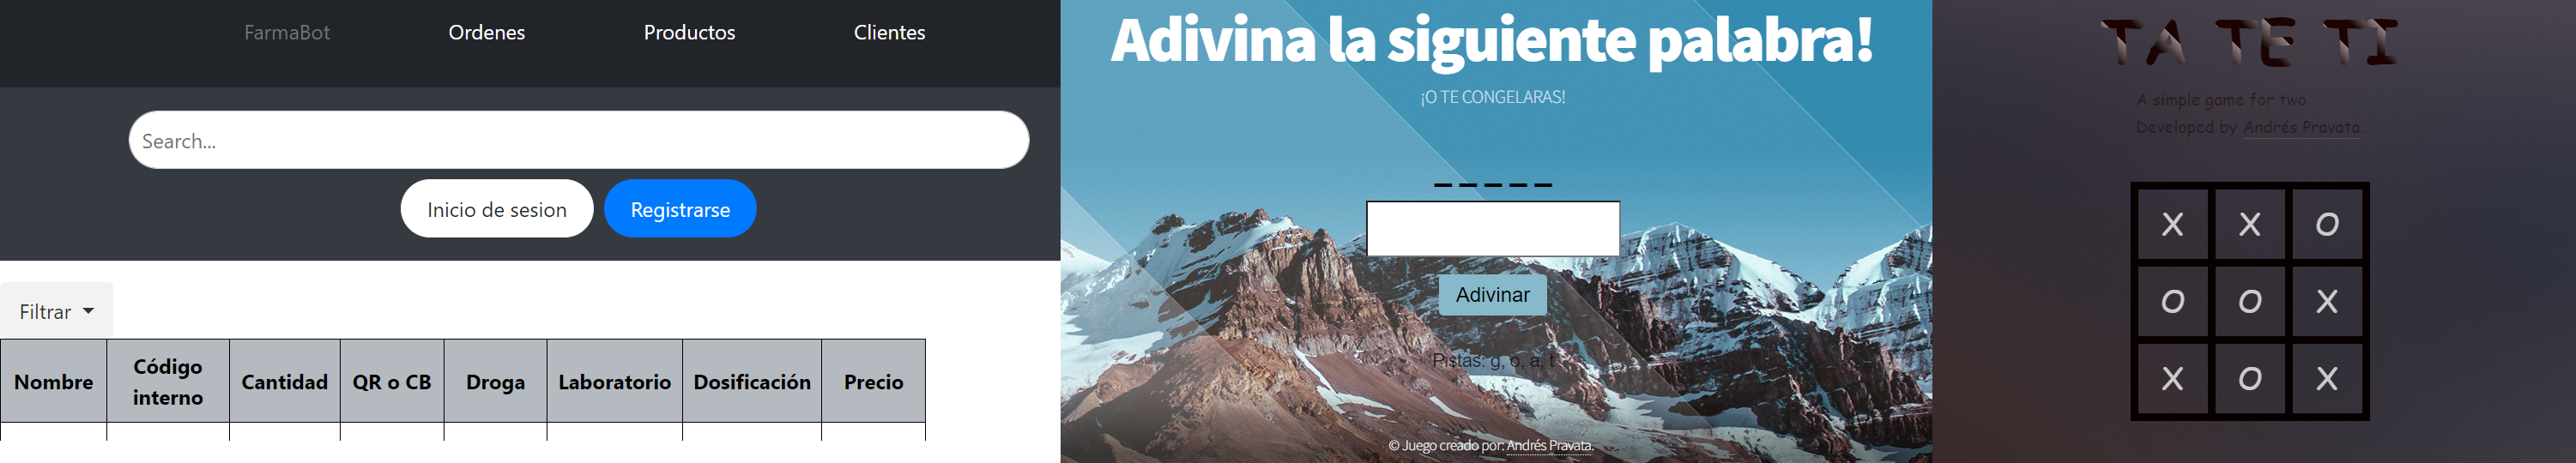 FarmaBot Ordenes Productos Clientes
Search...
Inicio de sesion Registrarse
Filtrar
Nombre Código interno Cantidad QR o CB Droga Laboratorio Dosificación Precio
Adivina la siguiente palabra!
¡O TE CONGELARAS!
_ _ _ _ _
Adivinar
Pistas: g, o, a, t
© Juego creado por: Andrés Pravata.
TA TE TI
A simple game for two
Developed by Andrés Pravata.
X X O
O O X
X O X